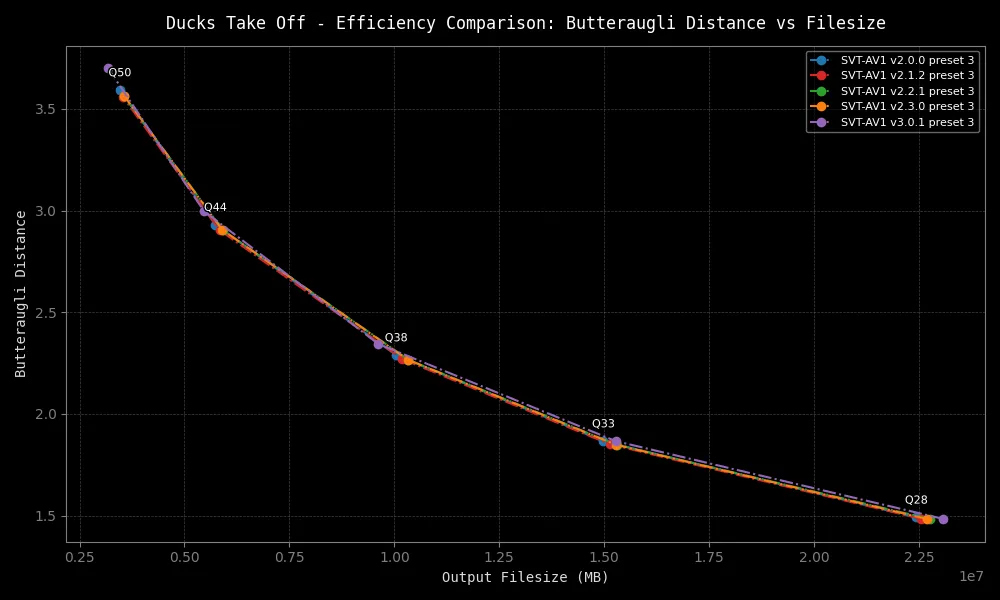 Ducks Take Off - Efficiency Comparison: Butteraugli Distance vs Filesize
SVT-AV1 v2.0.0 preset 3
SVT-AV1 v2.1.2 preset 3
SVT-AV1 v2.2.1 preset 3
SVT-AV1 v2.3.0 preset 3
SVT-AV1 v3.0.1 preset 3
Butteraugli Distance
3.5
3.0
2.5
2.0
1.5
Q50
Q44
Q38
Q33
Q28
0.25
0.50
0.75
1.00
1.25
1.50
1.75
2.00
2.25
1e7
Output Filesize (MB)